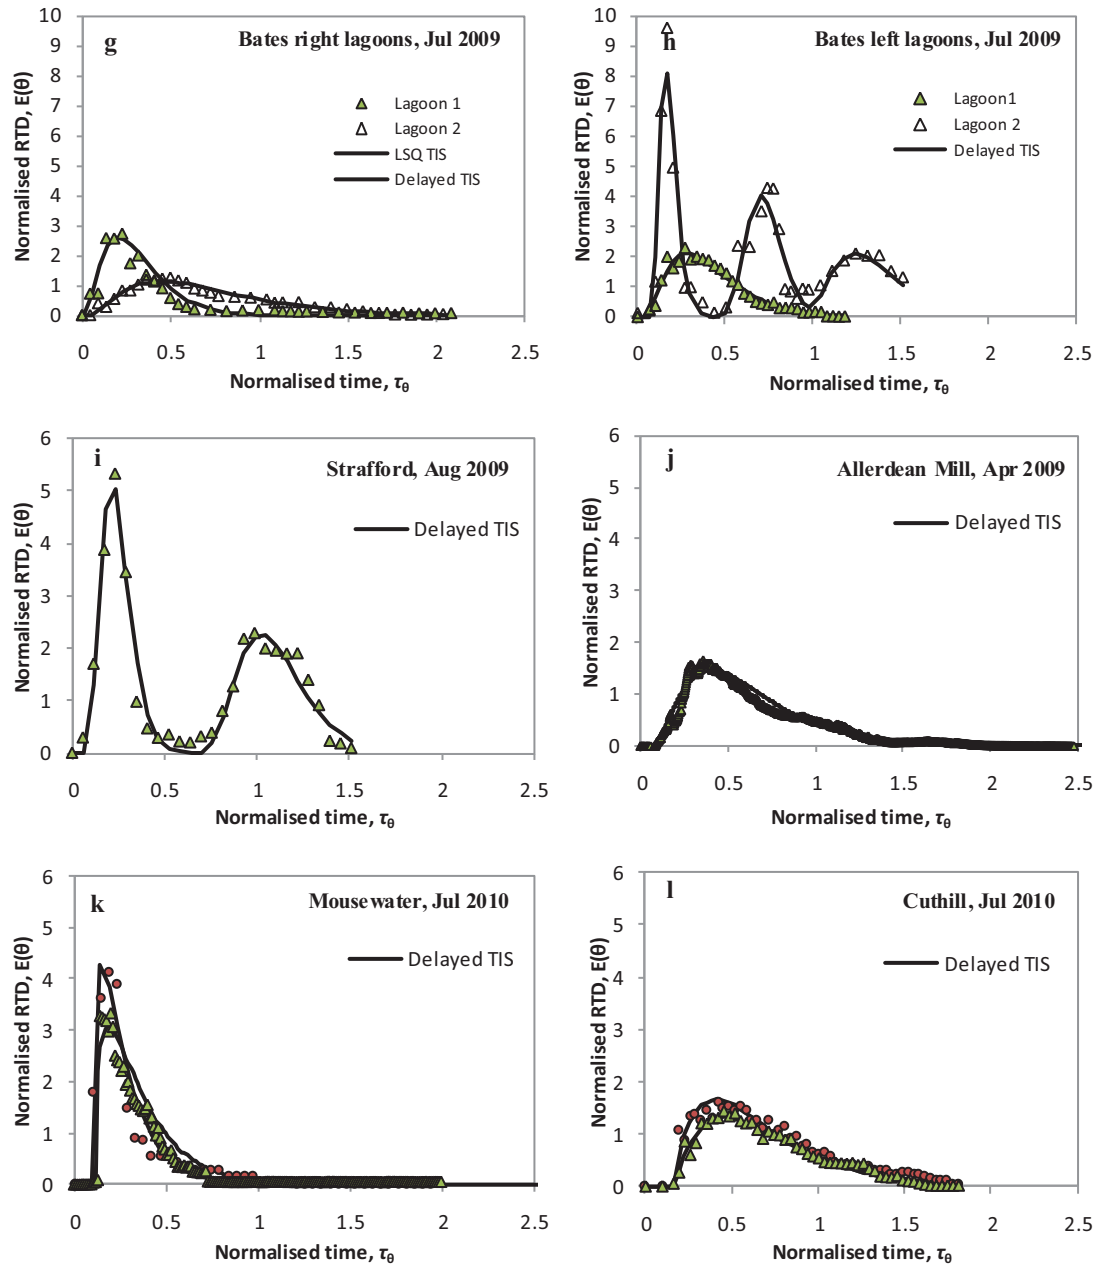 g
Bates right lagoons, Jul 2009
Normalised RTD, E(θ)
10
9
8
7
6
5
4
3
2
1
0
Lagoon 1
Lagoon 2
LSQ TIS
Delayed TIS
0 0.5 1 1.5 2 2.5
Normalised time, τθ
h
Bates left lagoons, Jul 2009
Normalised RTD, E(θ)
10
9
8
7
6
5
4
3
2
1
0
Lagoon1
Lagoon 2
Delayed TIS
0 0.5 1 1.5 2 2.5
Normalised time, τθ
i
Strafford, Aug 2009
Normalised RTD, E(θ)
6
5
4
3
2
1
0
Delayed TIS
0 0.5 1 1.5 2 2.5
Normalised time, τθ
j
Allerdean Mill, Apr 2009
Normalised RTD, E(θ)
6
5
4
3
2
1
0
Delayed TIS
0 0.5 1 1.5 2 2.5
Normalised time, τθ
k
Mousewater, Jul 2010
Normalised RTD, E(θ)
6
5
4
3
2
1
0
Delayed TIS
0 0.5 1 1.5 2 2.5
Normalised time, τθ
l
Cuthill, Jul 2010
Normalised RTD, E(θ)
6
5
4
3
2
1
0
Delayed TIS
0 0.5 1 1.5 2 2.5
Normalised time, τθ